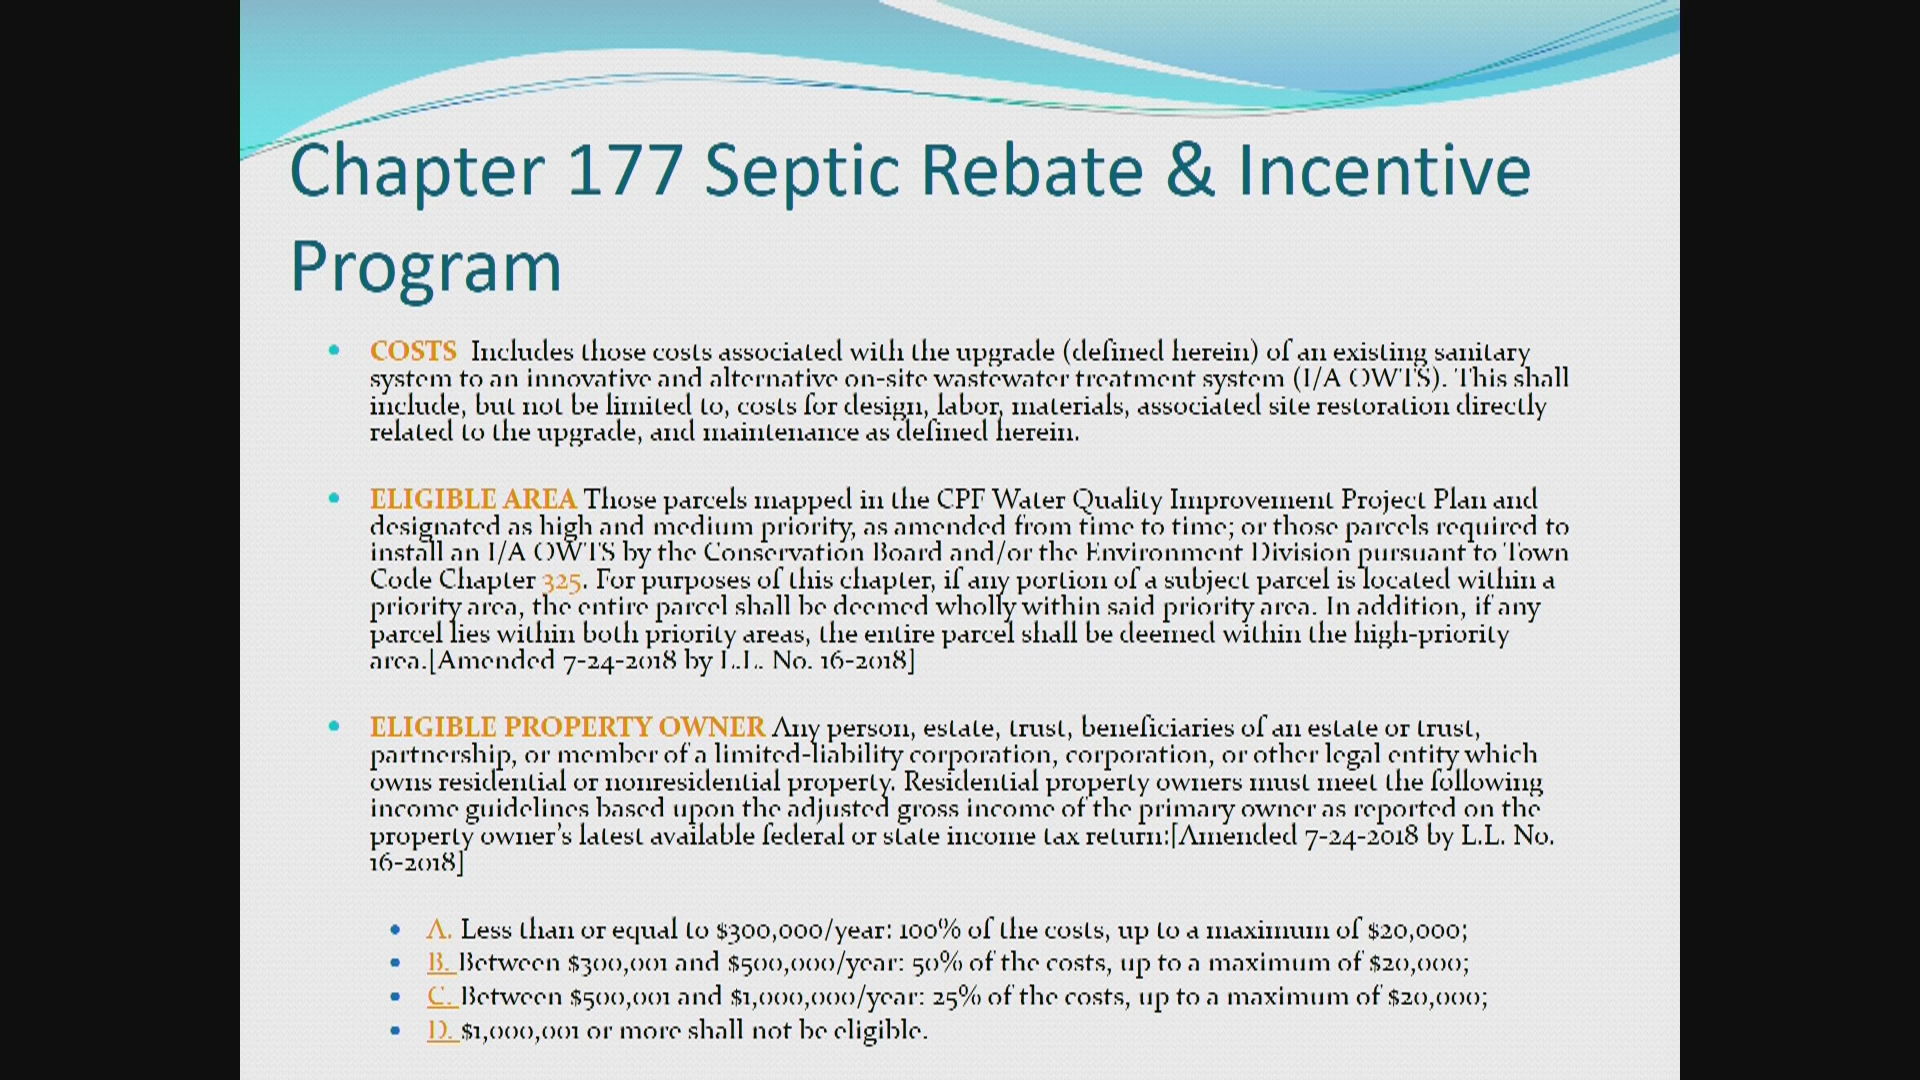 Chapter 177 Septic Rebate & Incentive
Program
• COSTS Includes those costs associated with the upgrade (defined herein) of an existing sanitary
system to an innovative and alternative on-site wastewater treatment system (I/A OWTS). This shall
include, but not be limited to, costs for design, labor, materials, associated site restoration directly
related to the upgrade, and maintenance as defined herein.
• ELIGIBLE AREA Those parcels mapped in the CPF Water Quality Improvement Project Plan and
designated as high and medium priority, as amended from time to time; or those parcels required to
install an I/A OWTS by the Conservation Board and/or the Environment Division pursuant to Town
Code Chapter 325. For purposes of this chapter, if any portion of a subject parcel is located within a
priority area, the entire parcel shall be deemed wholly within said priority area. In addition, if any
parcel lies within both priority areas, the entire parcel shall be deemed within the high-priority
area.[Amended 7-24-2018 by L.L. No. 16-2018]
• ELIGIBLE PROPERTY OWNER Any person, estate, trust, beneficiaries of an estate or trust,
partnership, or member of a limited-liability corporation, corporation, or other legal entity which
owns residential or nonresidential property. Residential property owners must meet the following
income guidelines based upon the adjusted gross income of the primary owner as reported on the
property owner's latest available federal or state income tax return:[Amended 7-24-2018 by L.L. No.
16-2018]
• A. Less than or equal to $300,000/year: 100% of the costs, up to a maximum of $20,000;
• B. Between $300,001 and $500,000/year: 50% of the costs, up to a maximum of $20,000;
• C. Between $500,001 and $1,000,000/year: 25% of the costs, up to a maximum of $20,000;
• D. $1,000,001 or more shall not be eligible.